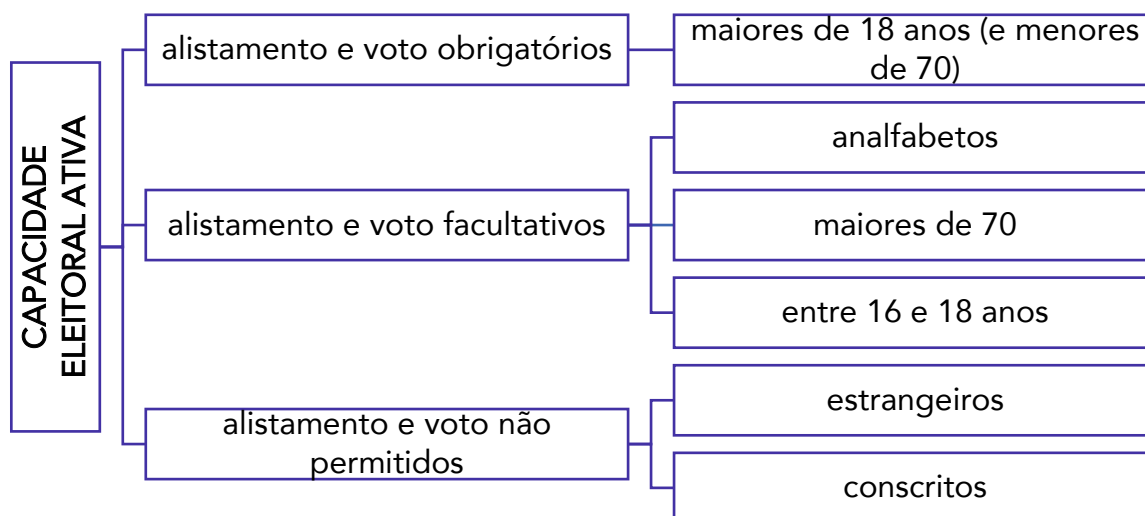 CAPACIDADE
ELEITORAL ATIVA
alistamento e voto obrigatórios
maiores de 18 anos (e menores
de 70)
alistamento e voto facultativos
analfabetos
maiores de 70
entre 16 e 18 anos
alistamento e voto não
permitidos
estrangeiros
conscritos